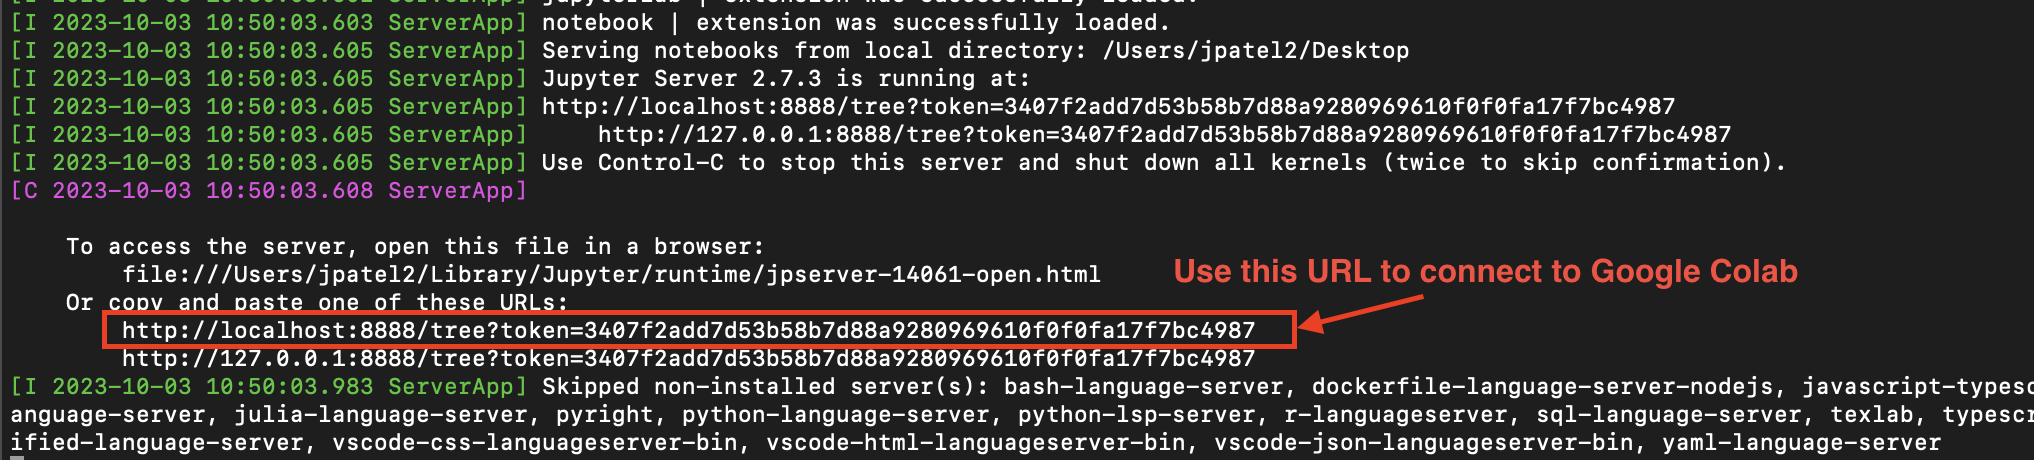 notebook | extension was successfully loaded.
[I 2023-10-03 10:50:03.603 ServerApp] notebook | extension was successfully loaded.
[I 2023-10-03 10:50:03.605 ServerApp] Serving notebooks from local directory: /Users/jpatel2/Desktop
[I 2023-10-03 10:50:03.605 ServerApp] Jupyter Server 2.7.3 is running at:
[I 2023-10-03 10:50:03.605 ServerApp] http://localhost:8888/tree?token=3407f2add7d53b58b7d88a9280969610f0f0fa17f7bc4987
[I 2023-10-03 10:50:03.605 ServerApp]     http://127.0.0.1:8888/tree?token=3407f2add7d53b58b7d88a9280969610f0f0fa17f7bc4987
[I 2023-10-03 10:50:03.605 ServerApp] Use Control-C to stop this server and shut down all kernels (twice to skip confirmation).
[C 2023-10-03 10:50:03.608 ServerApp]
To access the server, open this file in a browser:
file:///Users/jpatel2/Library/Jupyter/runtime/jpserver-14061-open.html
Use this URL to connect to Google Colab
Or copy and paste one of these URLs:
http://localhost:8888/tree?token=3407f2add7d53b58b7d88a9280969610f0f0fa17f7bc4987
http://127.0.0.1:8888/tree?token=3407f2add7d53b58b7d88a9280969610f0f0fa17f7bc4987
[I 2023-10-03 10:50:03.983 ServerApp] Skipped non-installed server(s): bash-language-server, dockerfile-language-server-nodejs, javascript-typesc
anguage-server, julia-language-server, pyright, python-language-server, python-lsp-server, r-languageserver, sql-language-server, texlab, typescr
ified-language-server, vscode-css-languageserver-bin, vscode-html-languageserver-bin, vscode-json-languageserver-bin, yaml-language-server